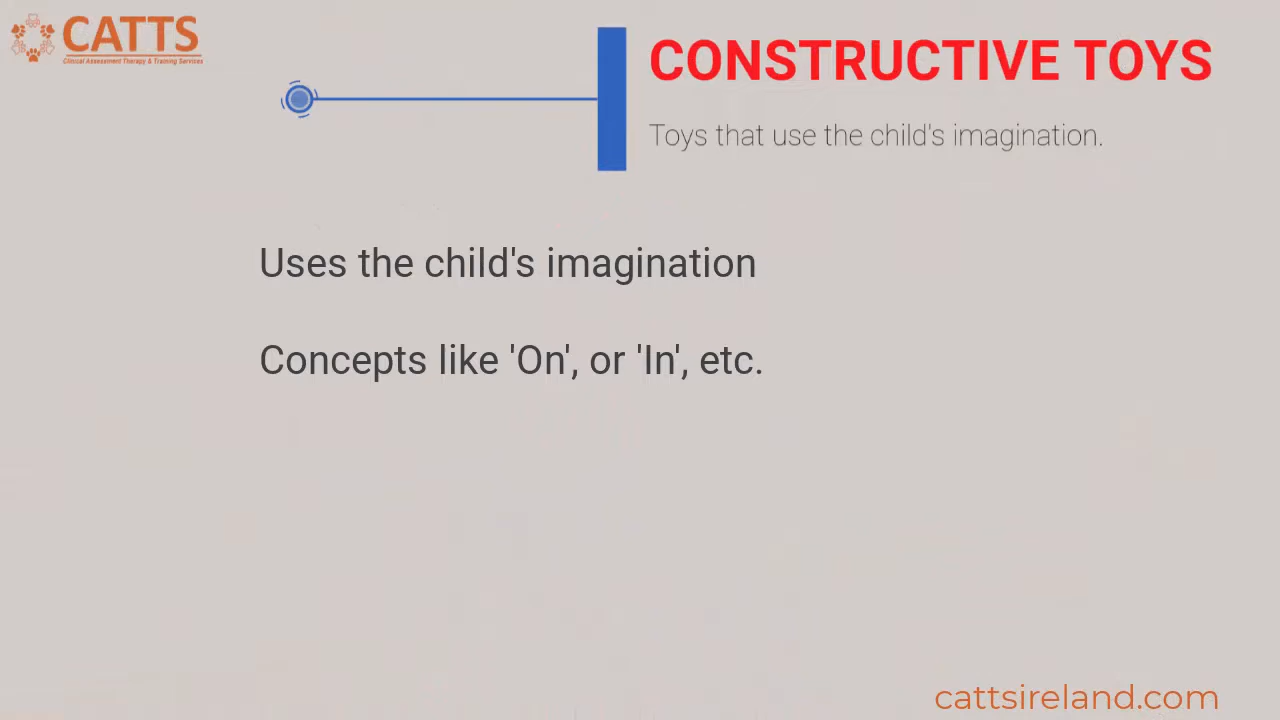 CATTS
Clinical Assessment Therapy & Training Services
CONSTRUCTIVE TOYS
Toys that use the child's imagination.
Uses the child's imagination
Concepts like 'On', or 'In', etc.
cattsireland.com